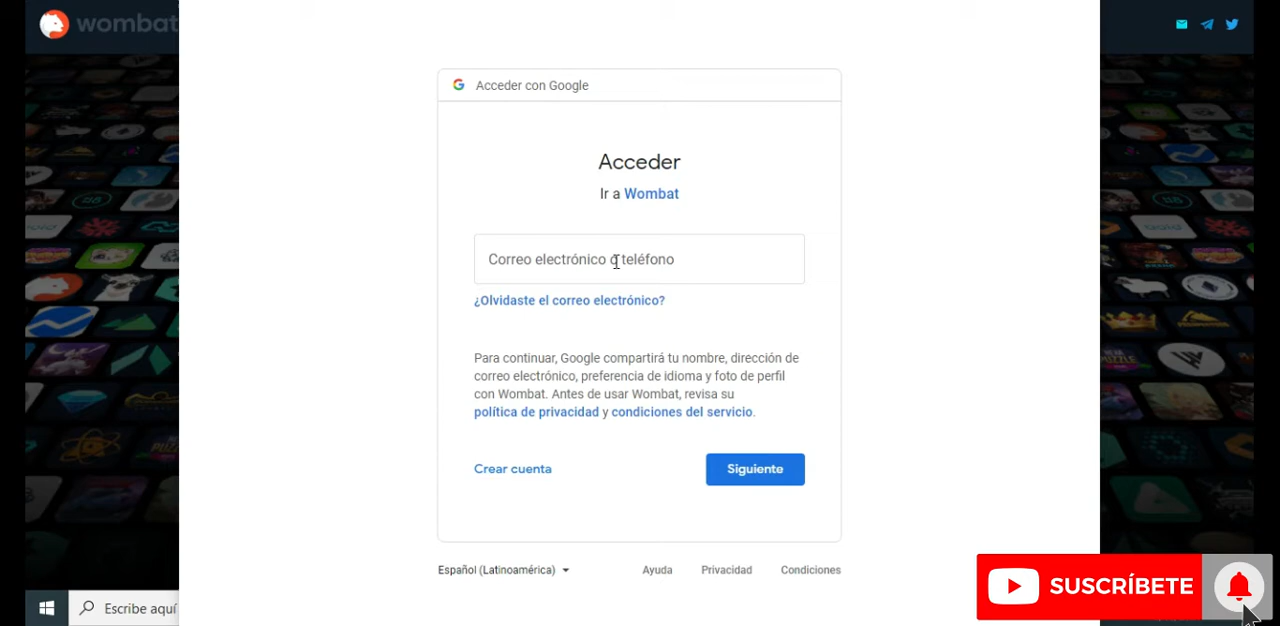 wombat
Acceder con Google
Acceder
Ir a Wombat
Correo electrónico o teléfono
¿Olvidaste el correo electrónico?
Para continuar, Google compartirá tu nombre, dirección de
correo electrónico, preferencia de idioma y foto de perfil
con Wombat. Antes de usar Wombat, revisa su
política de privacidad y condiciones del servicio.
Crear cuenta
Siguiente
Español (Latinoamérica)
Ayuda
Privacidad
Condiciones
SUSCRÍBETE
Escribe aquí